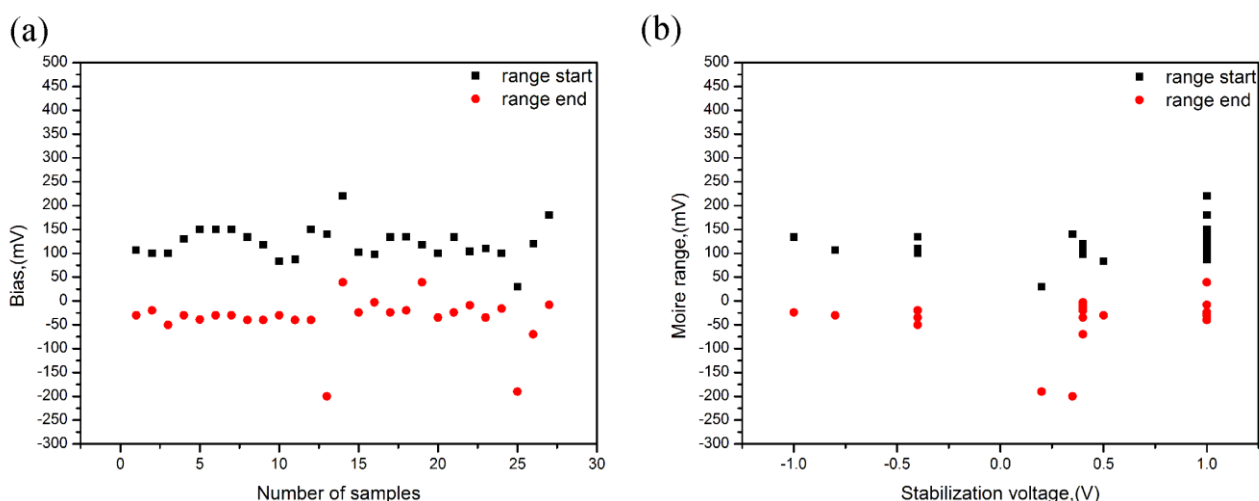 (a)
range start
range end
Bias,(mV)
500
450
400
350
300
250
200
150
100
50
0
-50
-100
-150
-200
-250
-300
0 5 10 15 20 25 30
Number of samples
(b)
range start
range end
Moire range,(mV)
500
450
400
350
300
250
200
150
100
50
0
-50
-100
-150
-200
-250
-300
-1.0 -0.5 0.0 0.5 1.0
Stabilization voltage,(V)